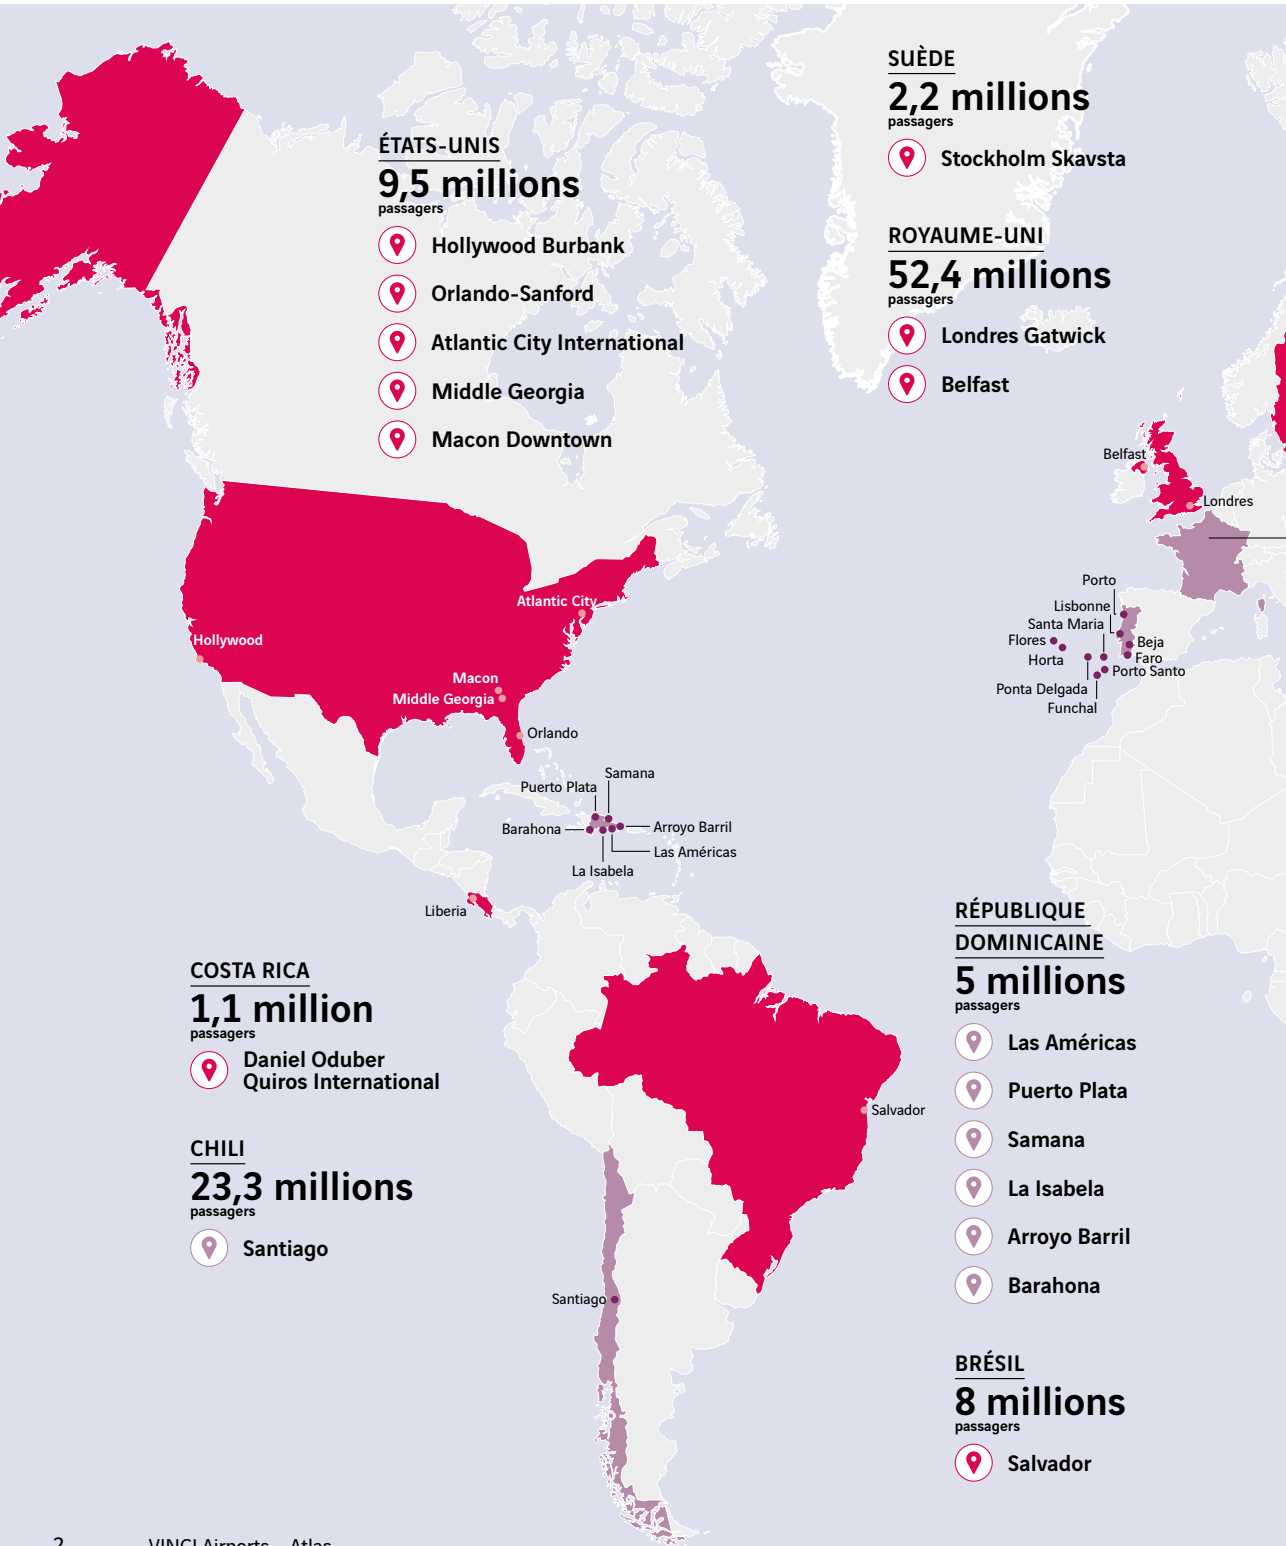 SUÈDE
2,2 millions
passagers
Stockholm Skavsta
ÉTATS-UNIS
9,5 millions
passagers
Hollywood Burbank
Orlando-Sanford
Atlantic City International
Middle Georgia
Macon Downtown
ROYAUME-UNI
52,4 millions
passagers
Londres Gatwick
Belfast
Belfast
Londres
Porto
Lisbonne
Santa Maria
Flores
Beja
Horta
Faro
Porto Santo
Ponta Delgada
Funchal
Atlantic City
Hollywood
Macon
Middle Georgia
Orlando
Samana
Puerto Plata
Barahona
Arroyo Barril
Las Américas
La Isabela
Liberia
COSTA RICA
1,1 million
passagers
Daniel Oduber
Quiros International
CHILI
23,3 millions
passagers
Santiago
Salvador
Santiago
RÉPUBLIQUE
DOMINICAINE
5 millions
passagers
Las Américas
Puerto Plata
Samana
La Isabela
Arroyo Barril
Barahona
BRÉSIL
8 millions
passagers
Salvador
2 VINCI Airports – Atlas